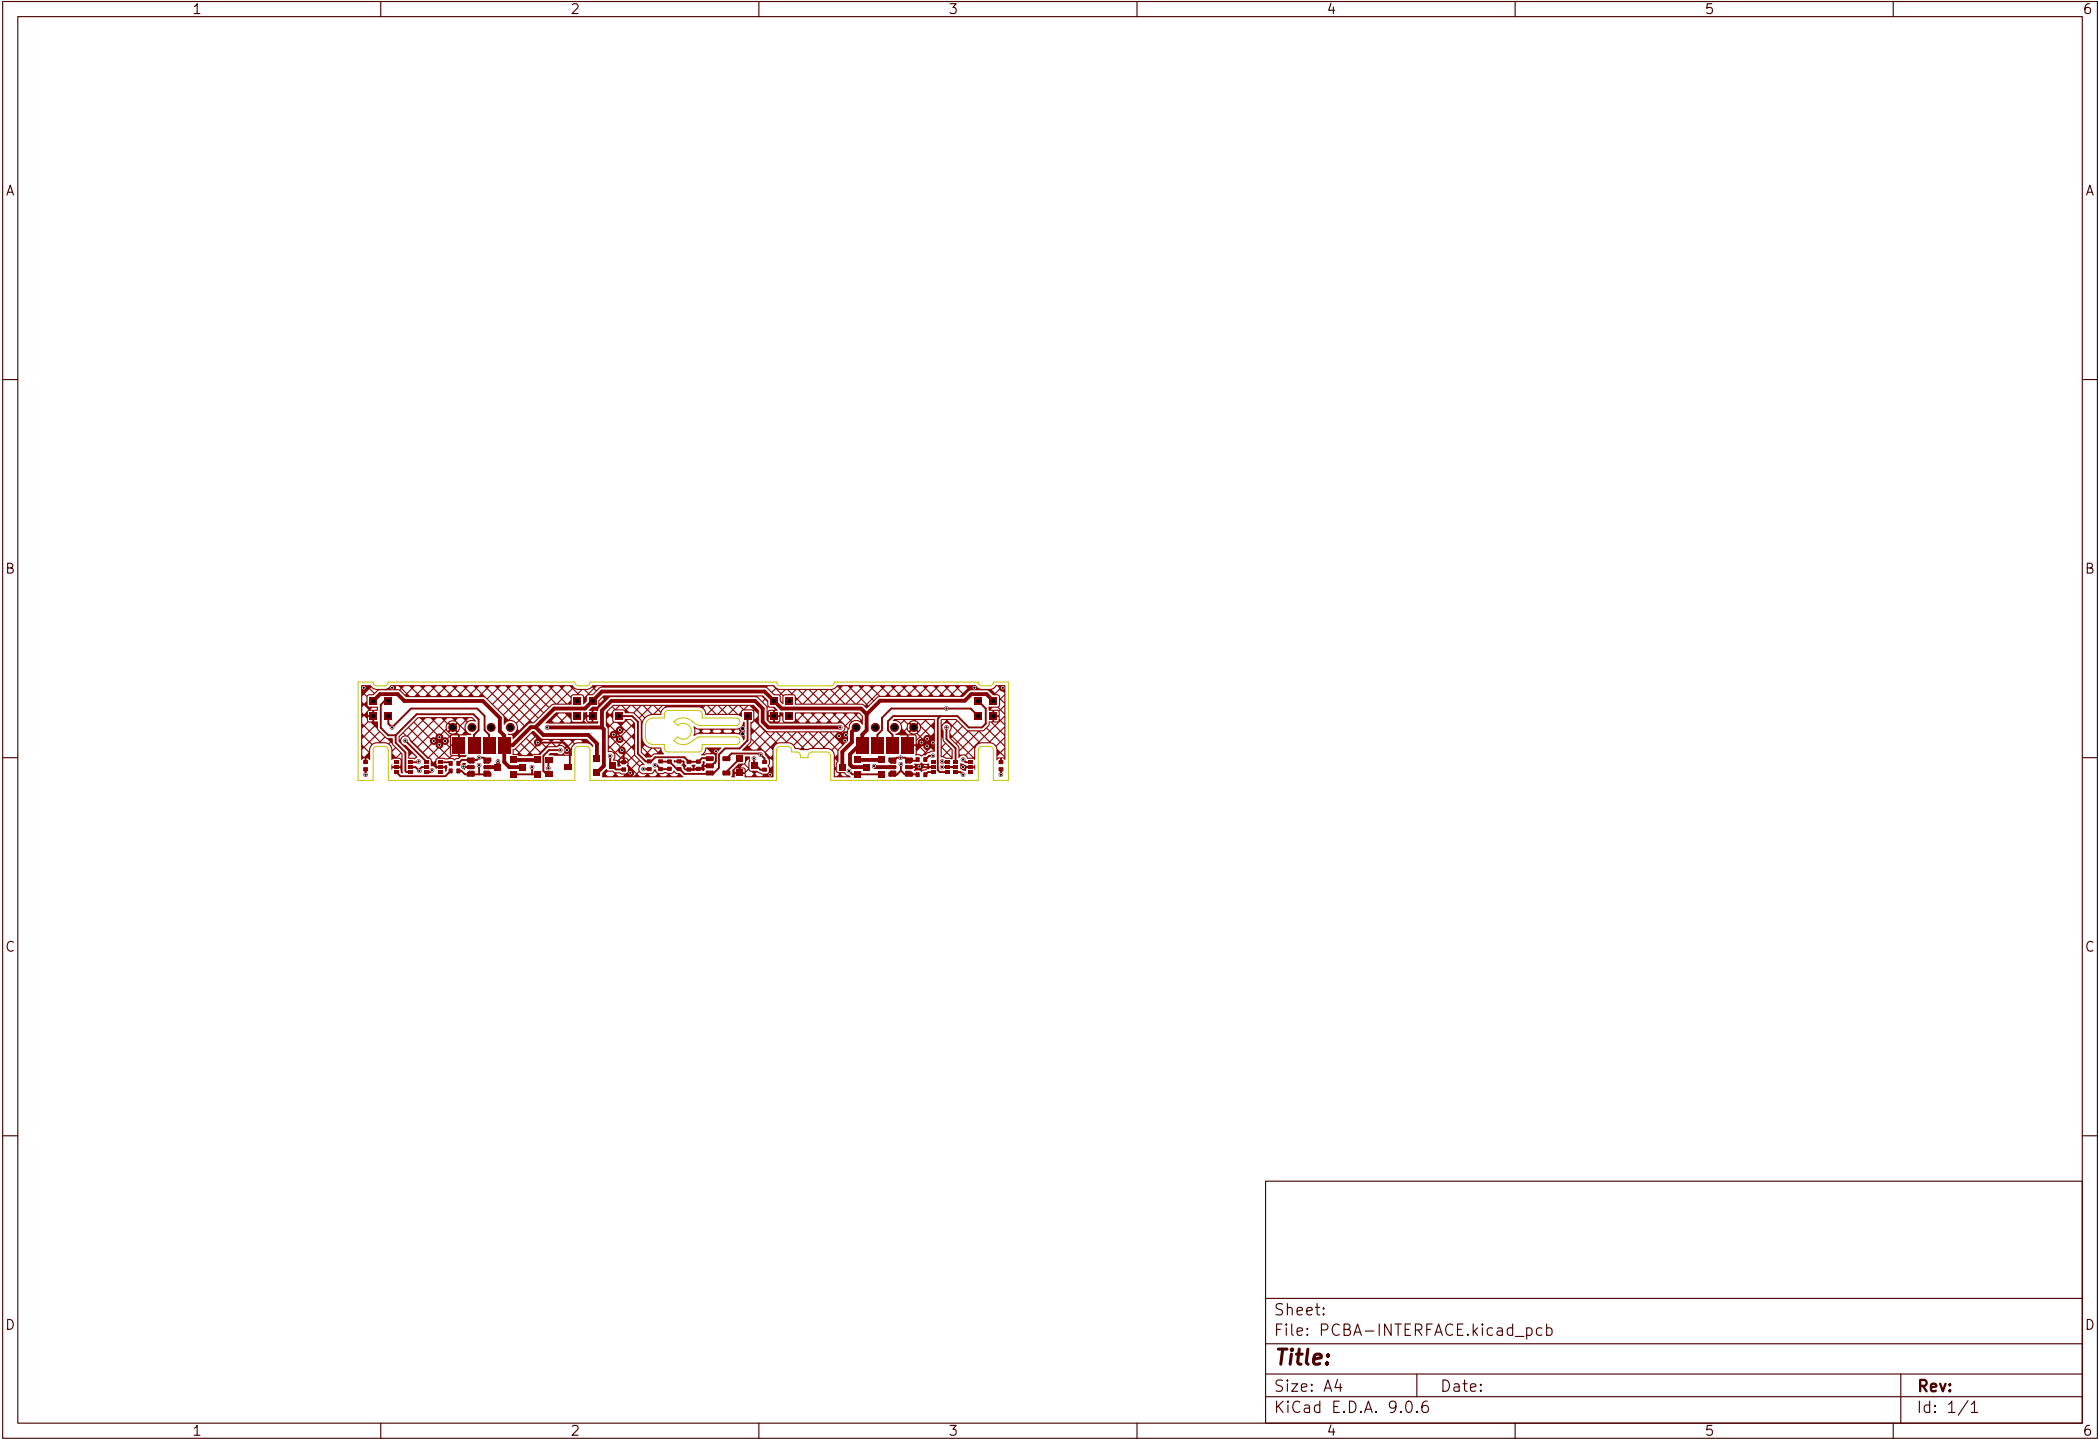 1 2 3 4 5 6
A A
B B
C C
Sheet:
File: PCBA-INTERFACE.kicad_pcb
D D
Title:
Size: A4 Date: Rev:
KiCad E.D.A. 9.0.6 Id: 1/1
1 2 3 4 5 6